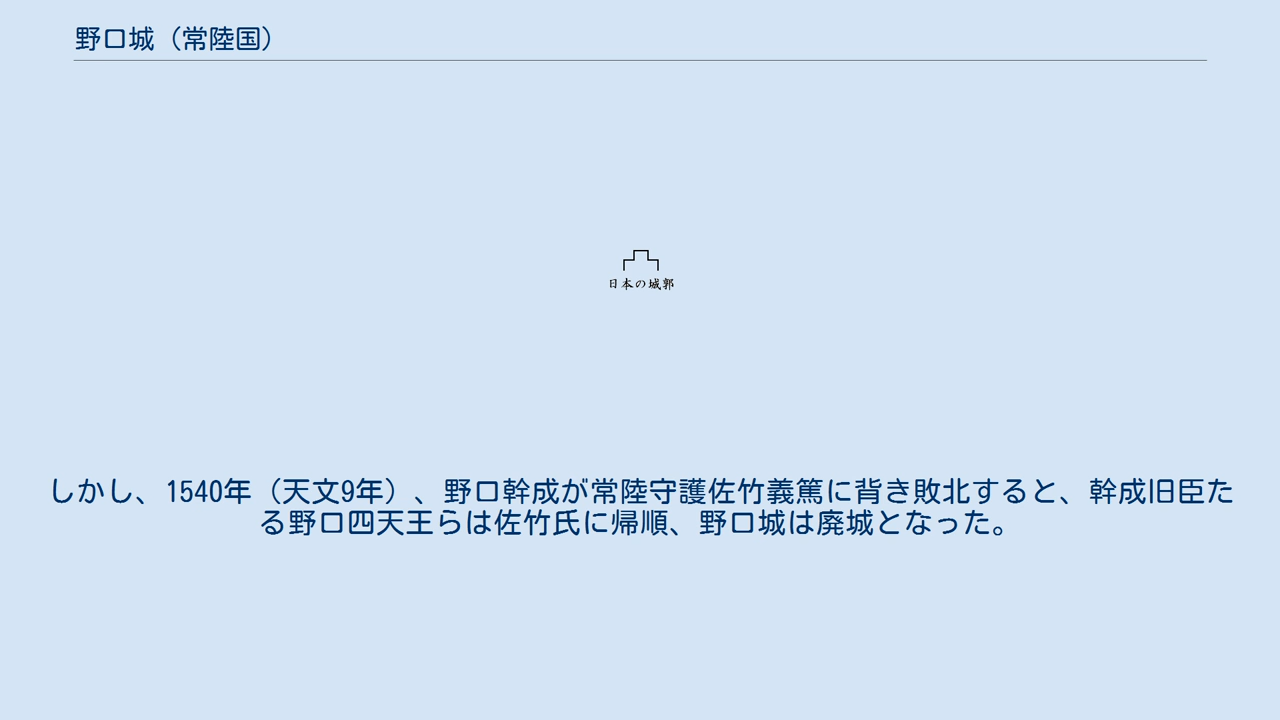 野口城（常陸国）
日本の城郭
しかし、1540年（天文9年）、野口幹成が常陸守護佐竹義篤に背き敗北すると、幹成旧臣た
る野口四天王らは佐竹氏に帰順、野口城は廃城となった。